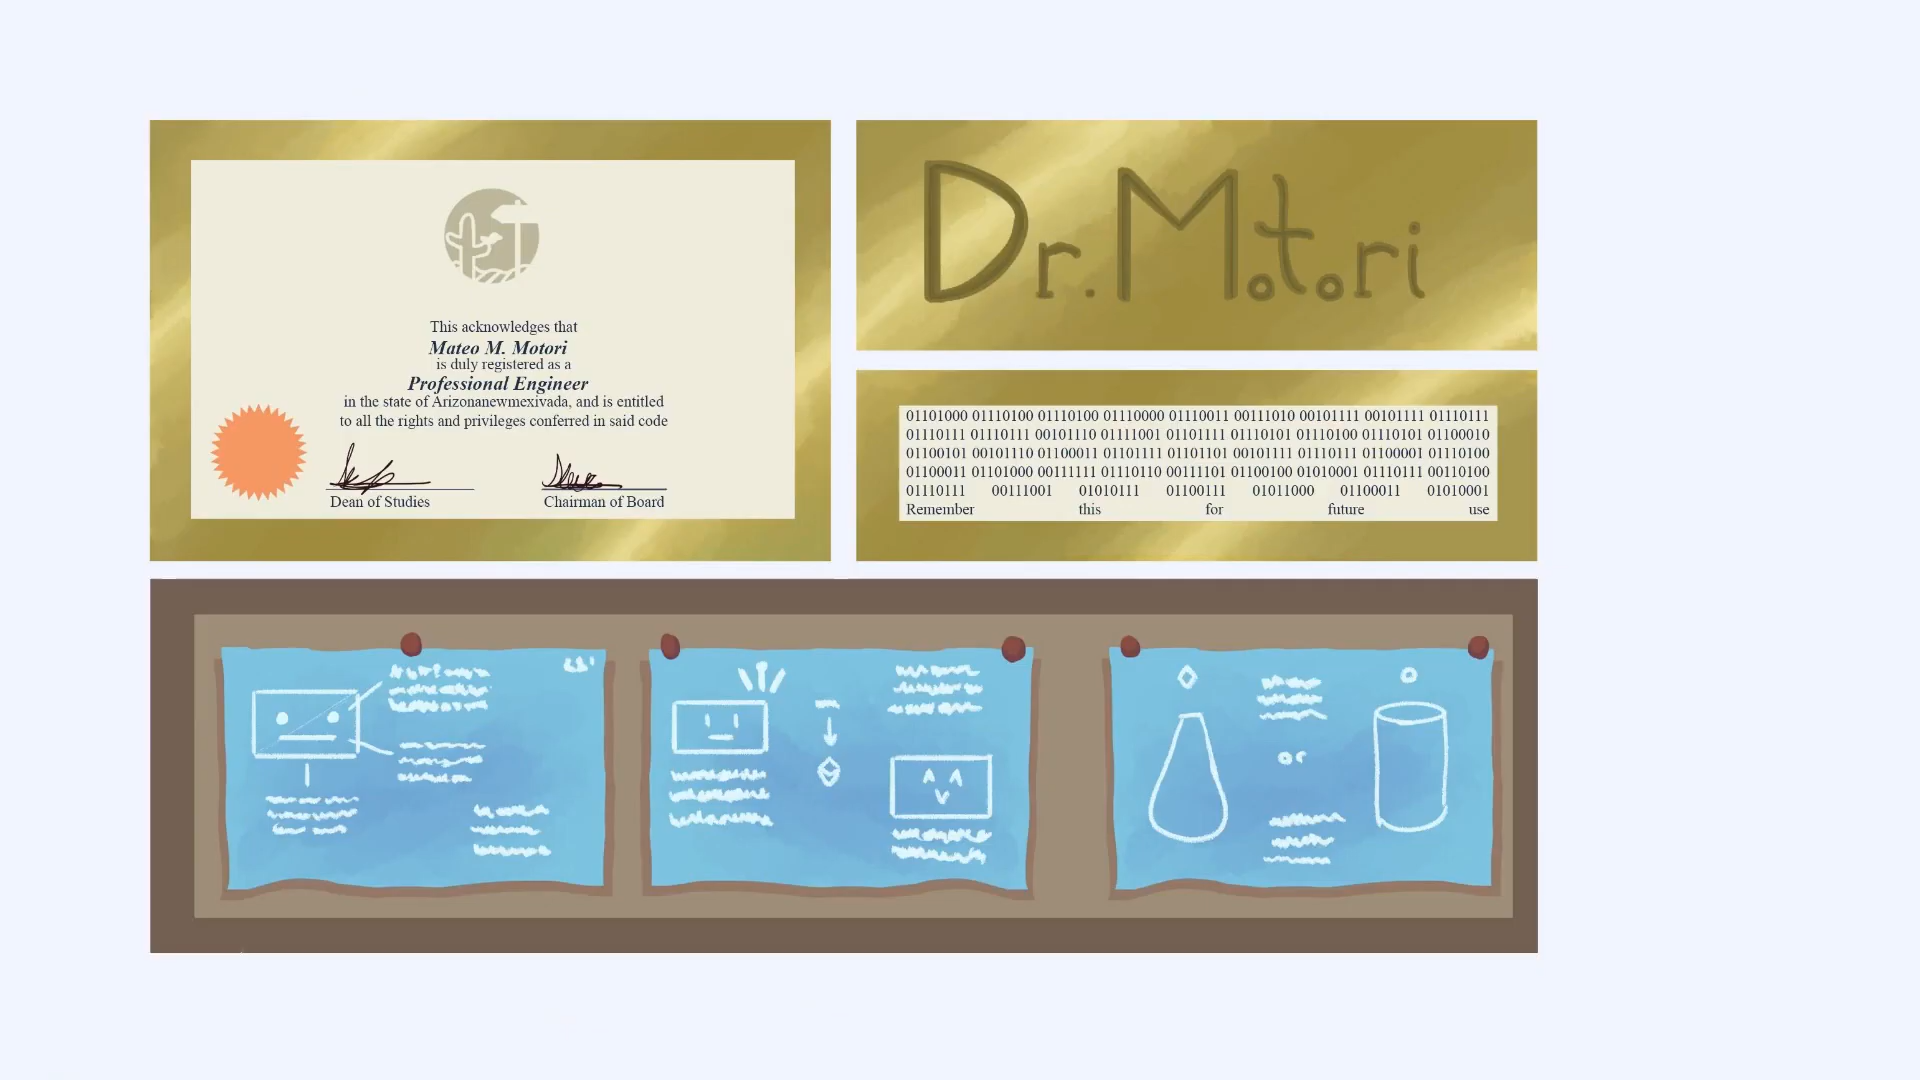 This acknowledges that
Mateo M. Motori
is duly registered as a
Professional Engineer
in the state of Arizonanewmexivada, and is entitled
to all the rights and privileges conferred in said code
Dean of Studies
Chairman of Board
Dr. Motori
01101000 01110100 01110100 01110000 01110011 00111010 00101111 00101111 01110111
01110111 01110111 00101110 01111001 01101111 01110101 01110100 01110101 01100010
01100101 00101110 01100011 01101111 01101101 00101111 01110111 01100001 01110100
01100011 01101000 00111111 01110110 00111101 01100100 01010001 01110111 00110100
01110111 00111001 01010111 01100111 01011000 01100011 01010001
Remember this for future use
or